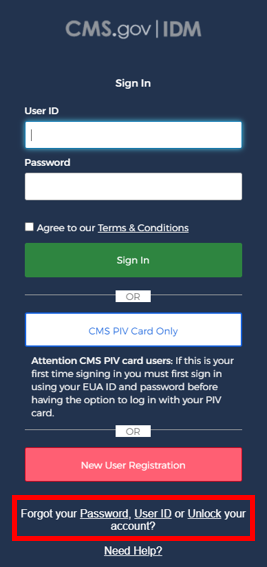 CMS.gov|IDM
Sign In
User ID
Password
Agree to our Terms & Conditions
Sign In
OR
CMS PIV Card Only
Attention CMS PIV card users: If this is your
first time signing in you must first sign in
using your EUA ID and password before
having the option to log in with your PIV
card.
OR
New User Registration
Forgot your Password, User ID or Unlock your
account?
Need Help?